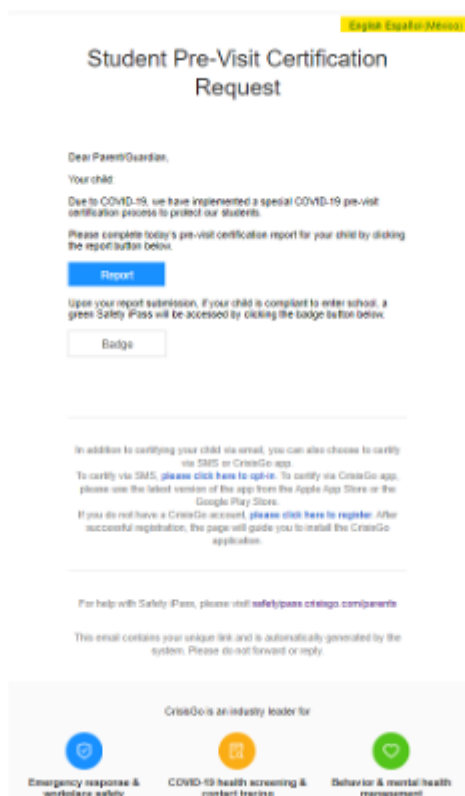 English Español (México)
Student Pre-Visit Certification
Request
Dear Parent/Guardian,
Your child:
Due to COVID-19, we have implemented a special COVID-19 pre-visit
certification process to protect our students.
Please complete today's pre-visit certification report for your child by clicking
the report button below.
Report
Upon your report submission, if your child is compliant to enter school, a
green Safety iPass will be accessed by clicking the badge button below.
Badge
In addition to certifying your child via email, you can also choose to certify
via SMS or CrisisGo app.
To certify via SMS, please click here to opt-in. To certify via CrisisGo app,
please use the latest version of the app from the Apple App Store or the
Google Play Store.
If you do not have a CrisisGo account, please click here to register. After
successful registration, the page will guide you to install the CrisisGo
application.
For help with Safety iPass, please visit safetyipass.crisisgo.com/parents
This email contains your unique link and is automatically generated by the
system. Please do not forward or reply.
CrisisGo is an industry leader for
Emergency response &
workplace safety
COVID-19 health screening &
contact tracing
Behavior & mental health
management